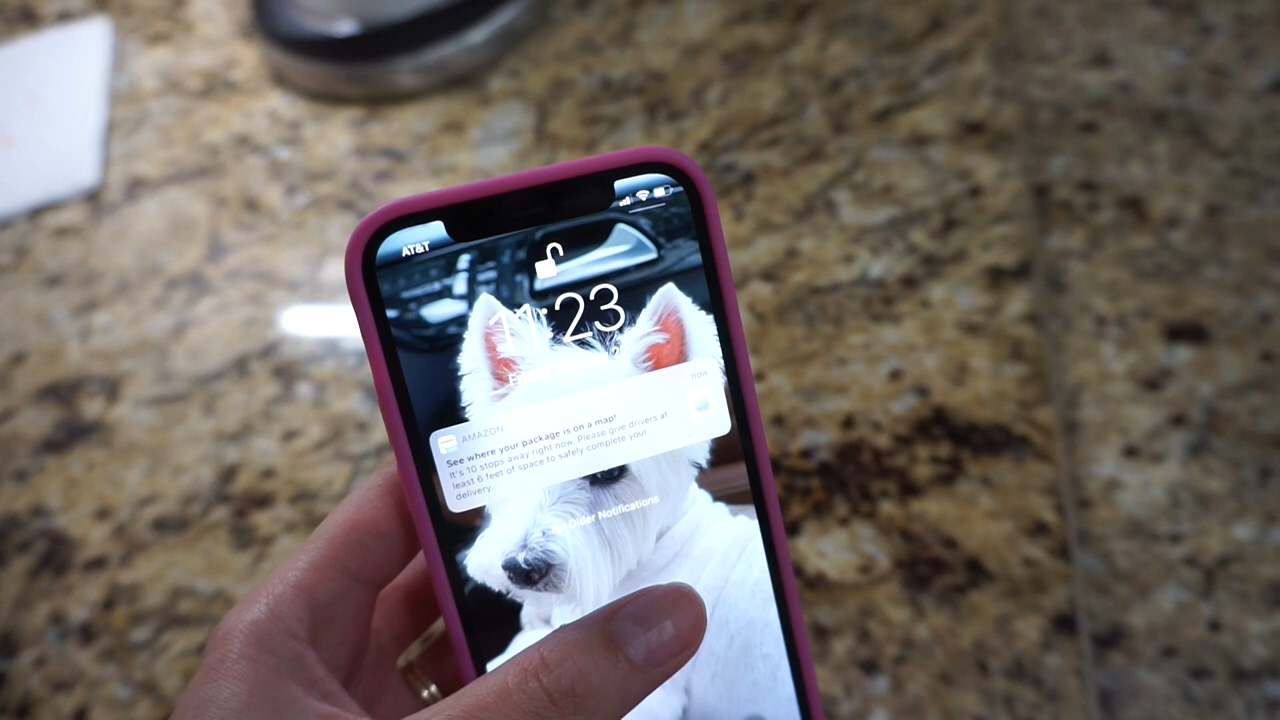 AT&T
11:23
AMAZON
now
See where your package is on a map!
It's 10 stops away right now. Please give drivers at
least 6 feet of space to safely complete your
delivery.
Older Notifications